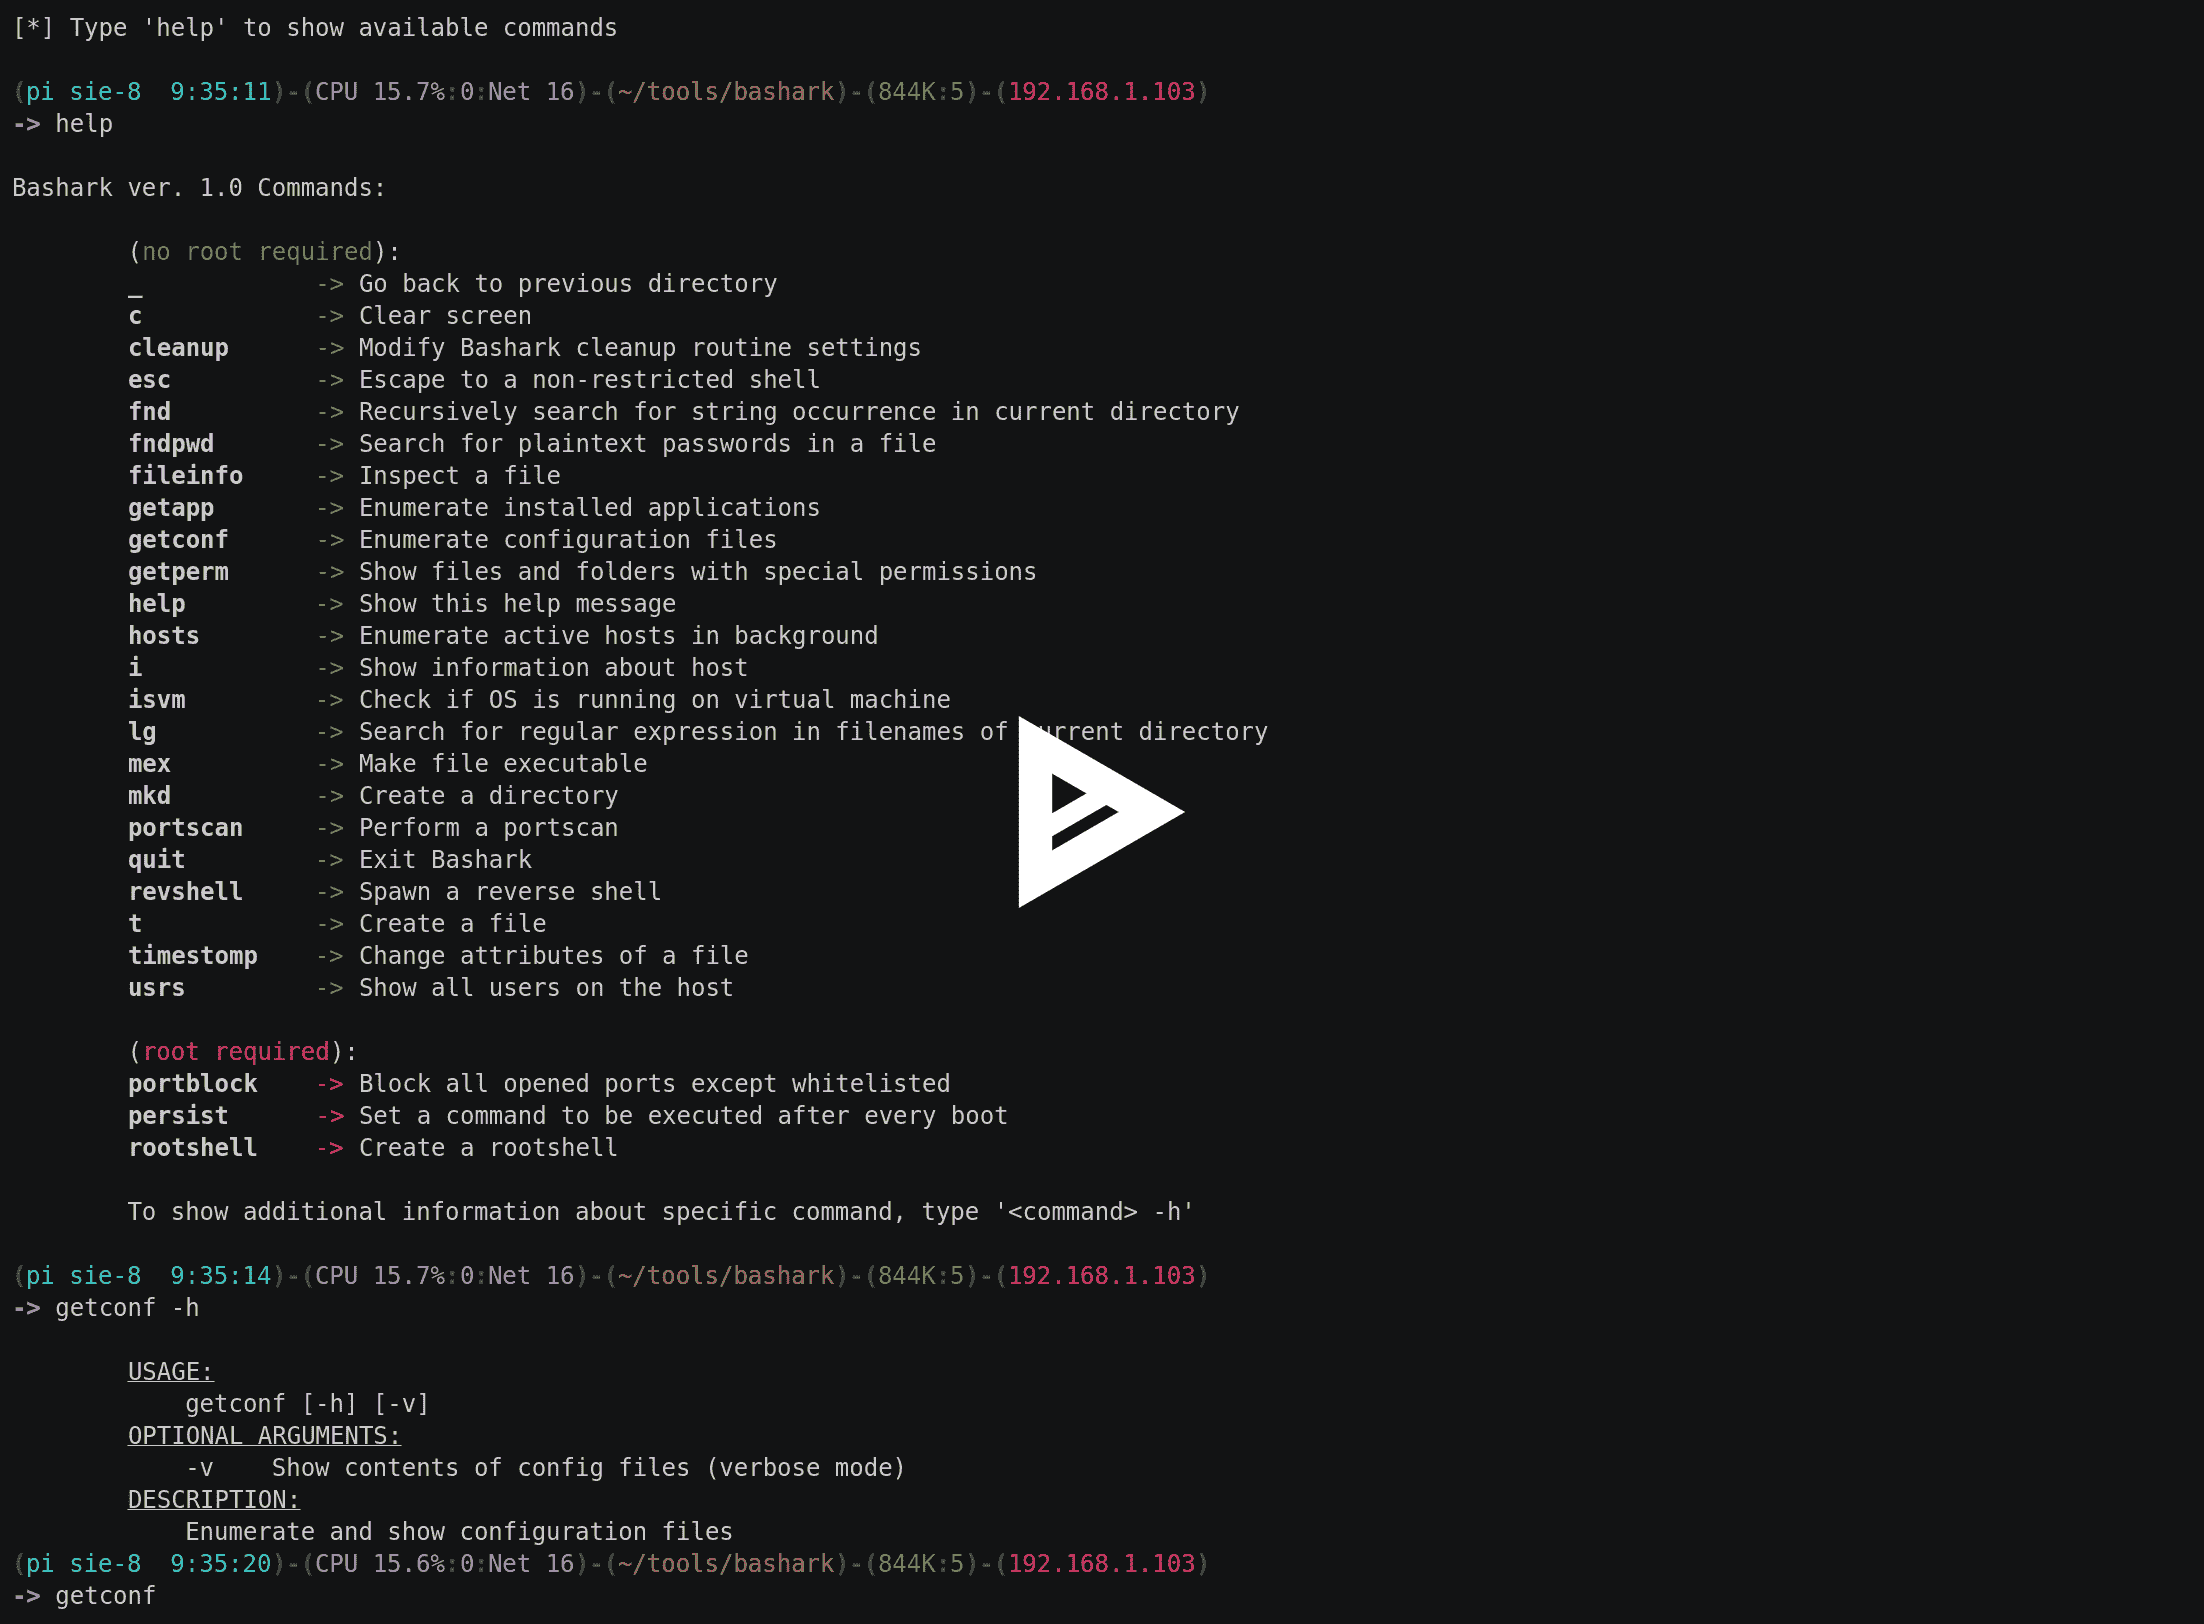 [*] Type 'help' to show available commands
(pi sie-8  9:35:11)-(CPU 15.7%:0:Net 16)-(~/tools/bashark)-(844K:5)-(192.168.1.103)
-> help
Bashark ver. 1.0 Commands:
(no root required):
_ -> Go back to previous directory
c -> Clear screen
cleanup -> Modify Bashark cleanup routine settings
esc -> Escape to a non-restricted shell
fnd -> Recursively search for string occurrence in current directory
fndpwd -> Search for plaintext passwords in a file
fileinfo -> Inspect a file
getapp -> Enumerate installed applications
getconf -> Enumerate configuration files
getperm -> Show files and folders with special permissions
help -> Show this help message
hosts -> Enumerate active hosts in background
i -> Show information about host
isvm -> Check if OS is running on virtual machine
lg -> Search for regular expression in filenames of current directory
mex -> Make file executable
mkd -> Create a directory
portscan -> Perform a portscan
quit -> Exit Bashark
revshell -> Spawn a reverse shell
t -> Create a file
timestomp -> Change attributes of a file
usrs -> Show all users on the host
(root required):
portblock -> Block all opened ports except whitelisted
persist -> Set a command to be executed after every boot
rootshell -> Create a rootshell
To show additional information about specific command, type '<command> -h'
(pi sie-8  9:35:14)-(CPU 15.7%:0:Net 16)-(~/tools/bashark)-(844K:5)-(192.168.1.103)
-> getconf -h
USAGE:
getconf [-h] [-v]
OPTIONAL ARGUMENTS:
-v    Show contents of config files (verbose mode)
DESCRIPTION:
Enumerate and show configuration files
(pi sie-8  9:35:20)-(CPU 15.6%:0:Net 16)-(~/tools/bashark)-(844K:5)-(192.168.1.103)
-> getconf